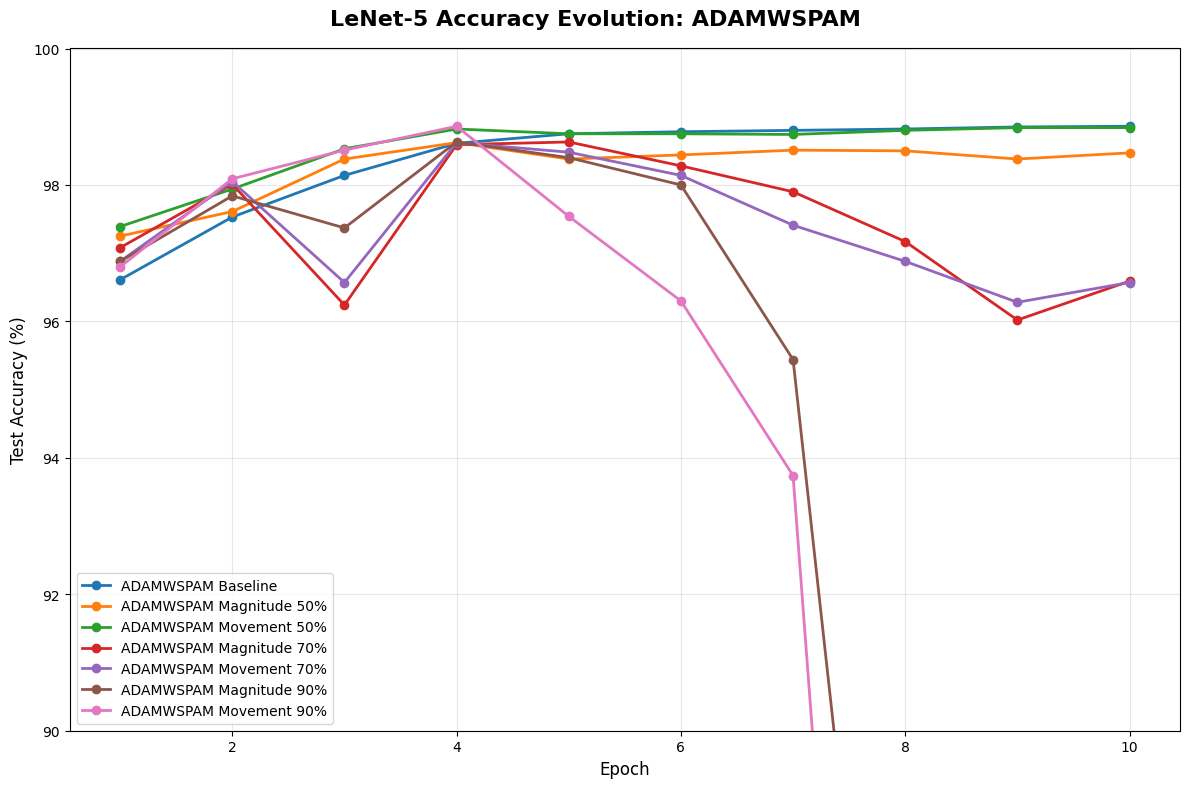 LeNet-5 Accuracy Evolution: ADAMWSPAM
Test Accuracy (%)
100
98
96
94
92
90
ADAMWSPAM Baseline
ADAMWSPAM Magnitude 50%
ADAMWSPAM Movement 50%
ADAMWSPAM Magnitude 70%
ADAMWSPAM Movement 70%
ADAMWSPAM Magnitude 90%
ADAMWSPAM Movement 90%
2 4 6 8 10
Epoch